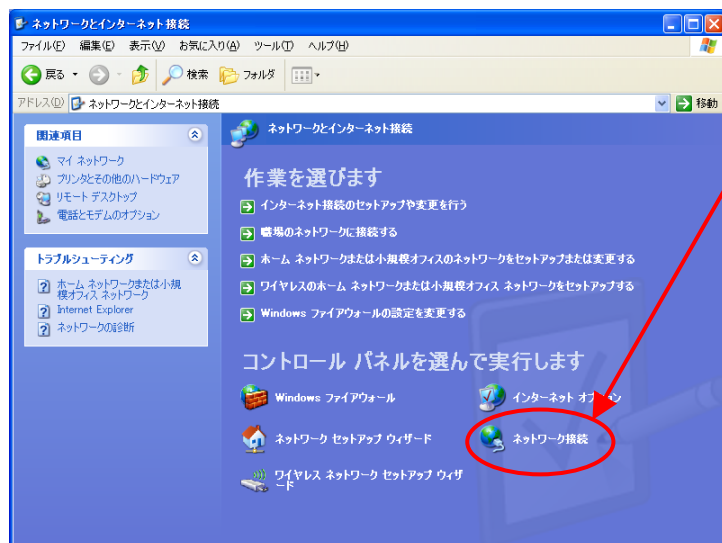 ネットワークとインターネット接続
ファイル(F) 編集(E) 表示(V) お気に入り(A) ツール(T) ヘルプ(H)
戻る 検索 フォルダ
アドレス(D) ネットワークとインターネット接続 移動
関連項目
マイ ネットワーク
プリンタとその他のハードウェア
リモート デスクトップ
電話とモデムのオプション
トラブルシューティング
ホーム ネットワークまたは小規
模オフィス ネットワーク
Internet Explorer
ネットワークの診断
ネットワークとインターネット接続
作業を選びます
インターネット接続のセットアップや変更を行う
職場のネットワークに接続する
ホーム ネットワークまたは小規模オフィスのネットワークをセットアップまたは変更する
ワイヤレスのホーム ネットワークまたは小規模オフィス ネットワークをセットアップする
Windows ファイアウォールの設定を変更する
コントロール パネルを選んで実行します
Windows ファイアウォール
インターネット オプション
ネットワーク セットアップ ウィザード
ネットワーク接続
ワイヤレス ネットワーク セットアップ ウィザ
ード